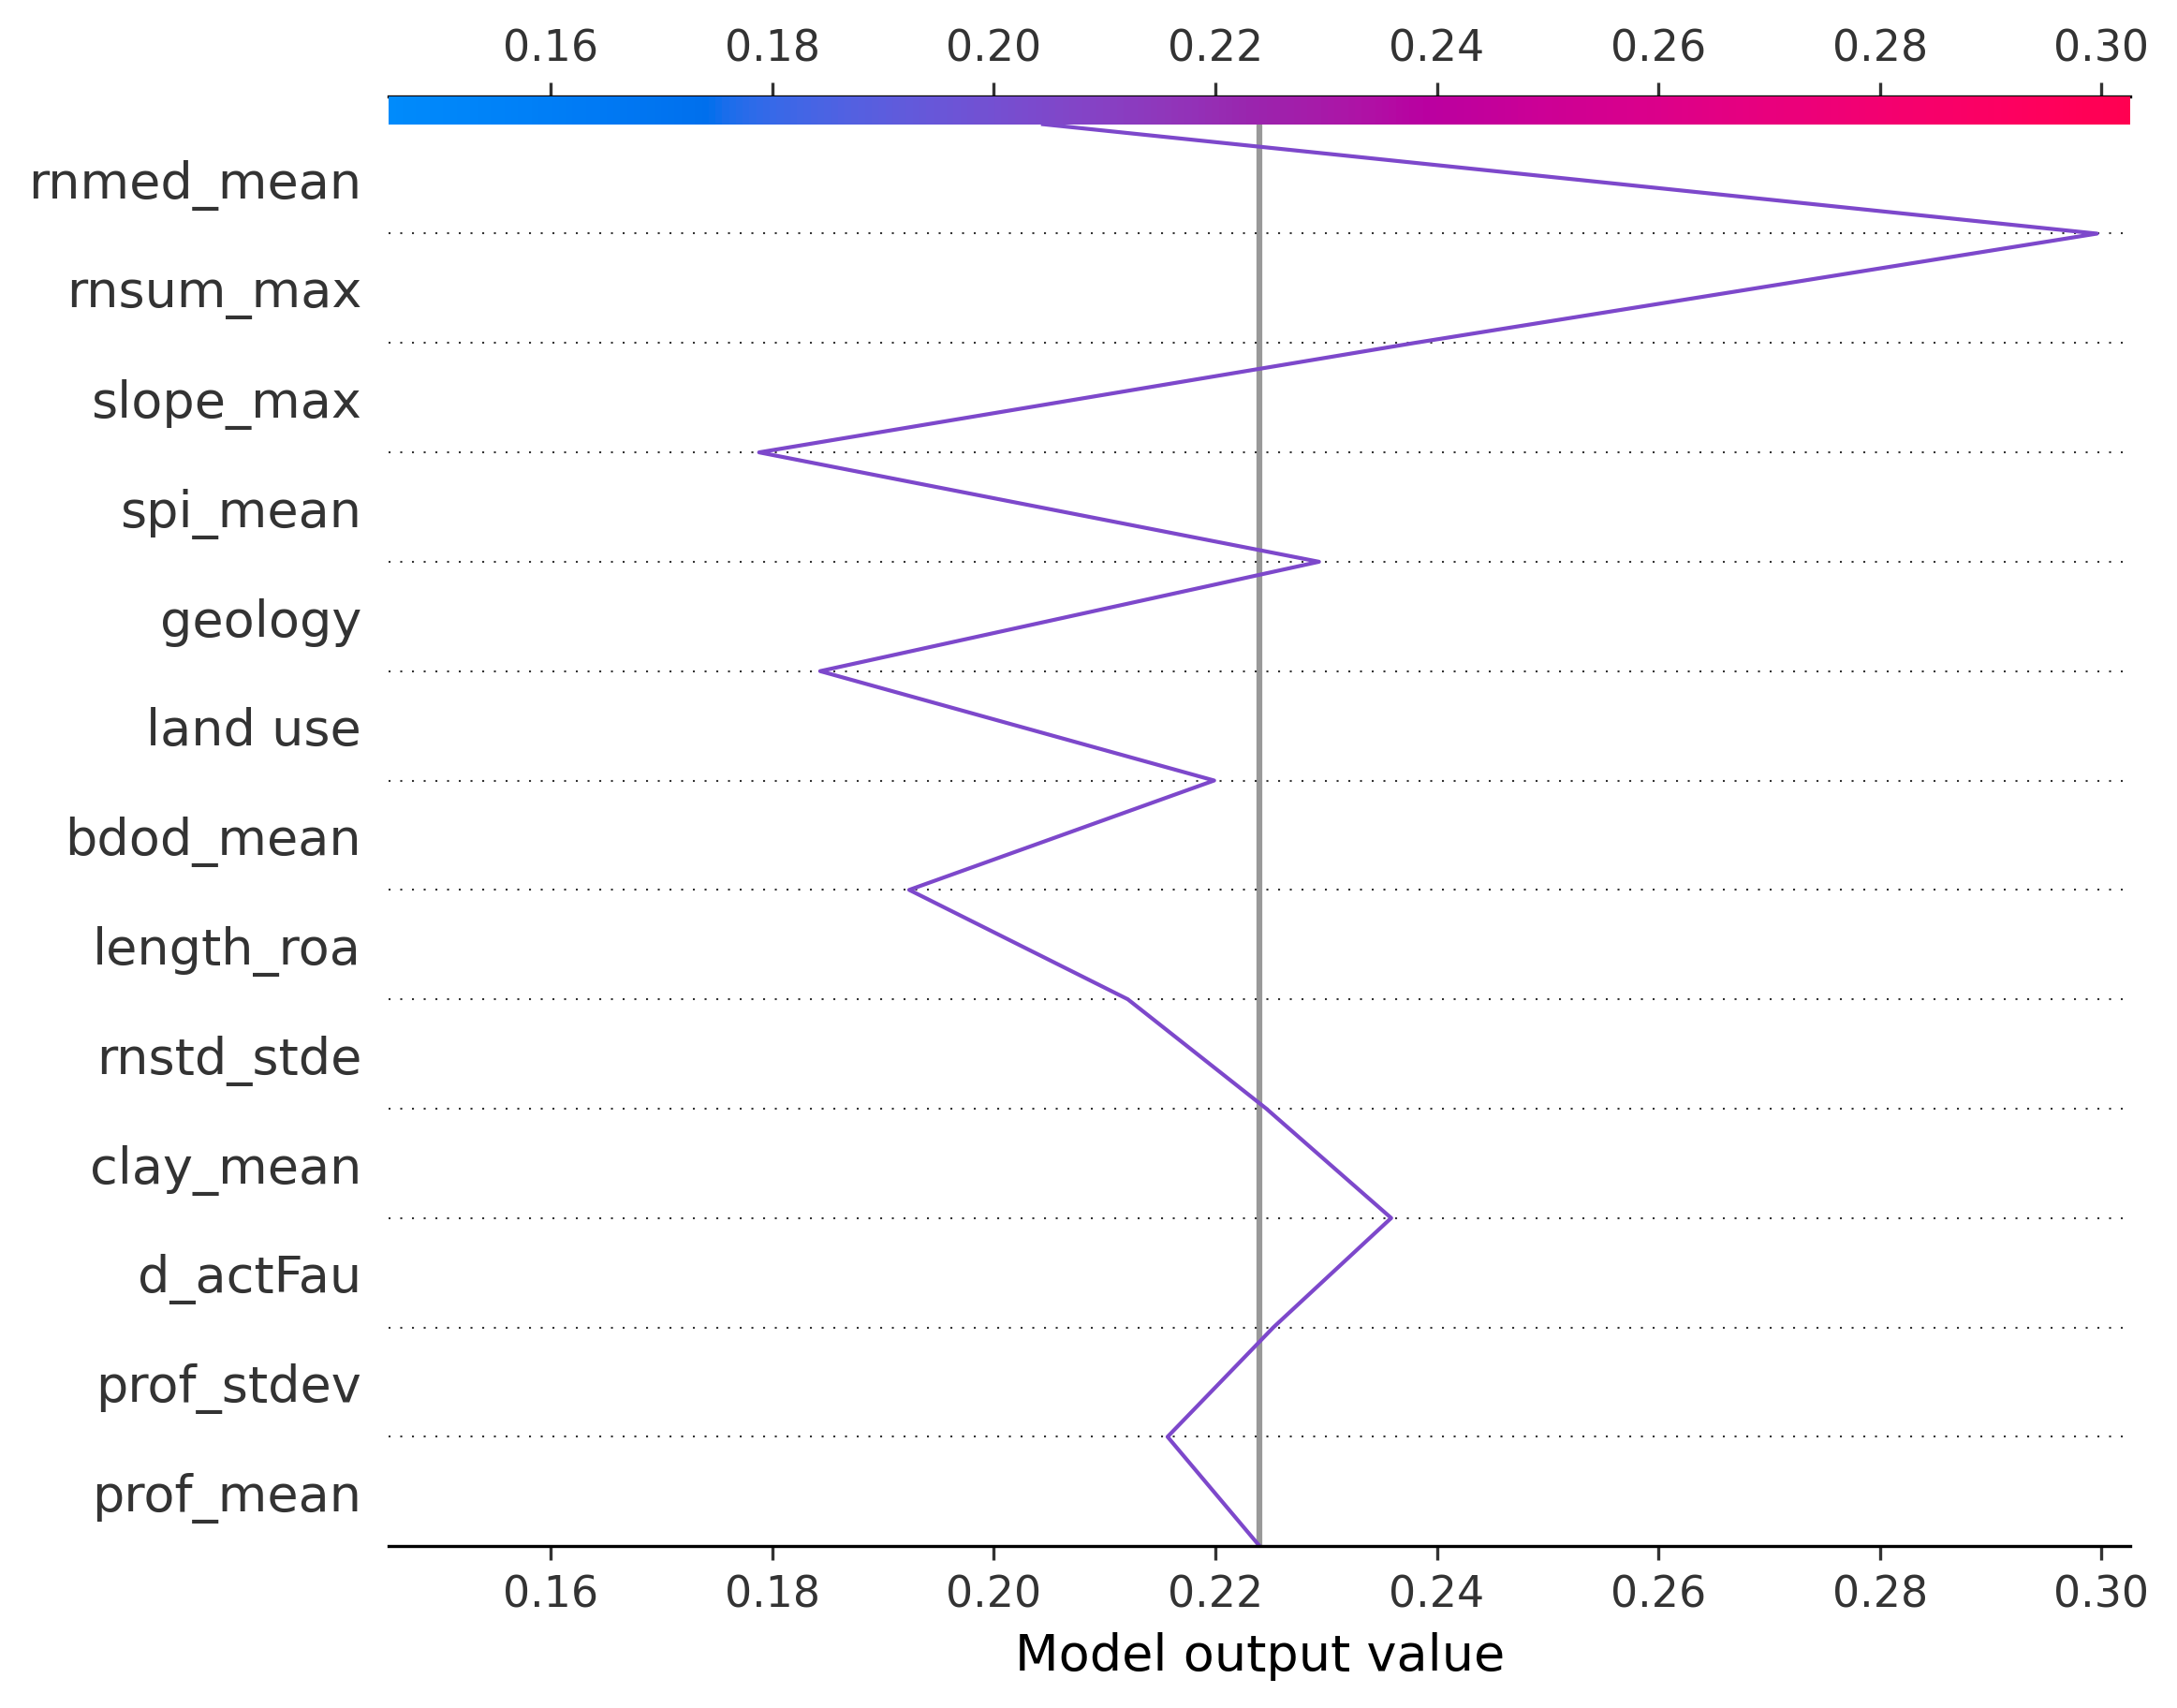 0.16 0.18 0.20 0.22 0.24 0.26 0.28 0.30
rnmed_mean
rnsum_max
slope_max
spi_mean
geology
land use
bdod_mean
length_roa
rnstd_stde
clay_mean
d_actFau
prof_stdev
prof_mean
0.16 0.18 0.20 0.22 0.24 0.26 0.28 0.30
Model output value